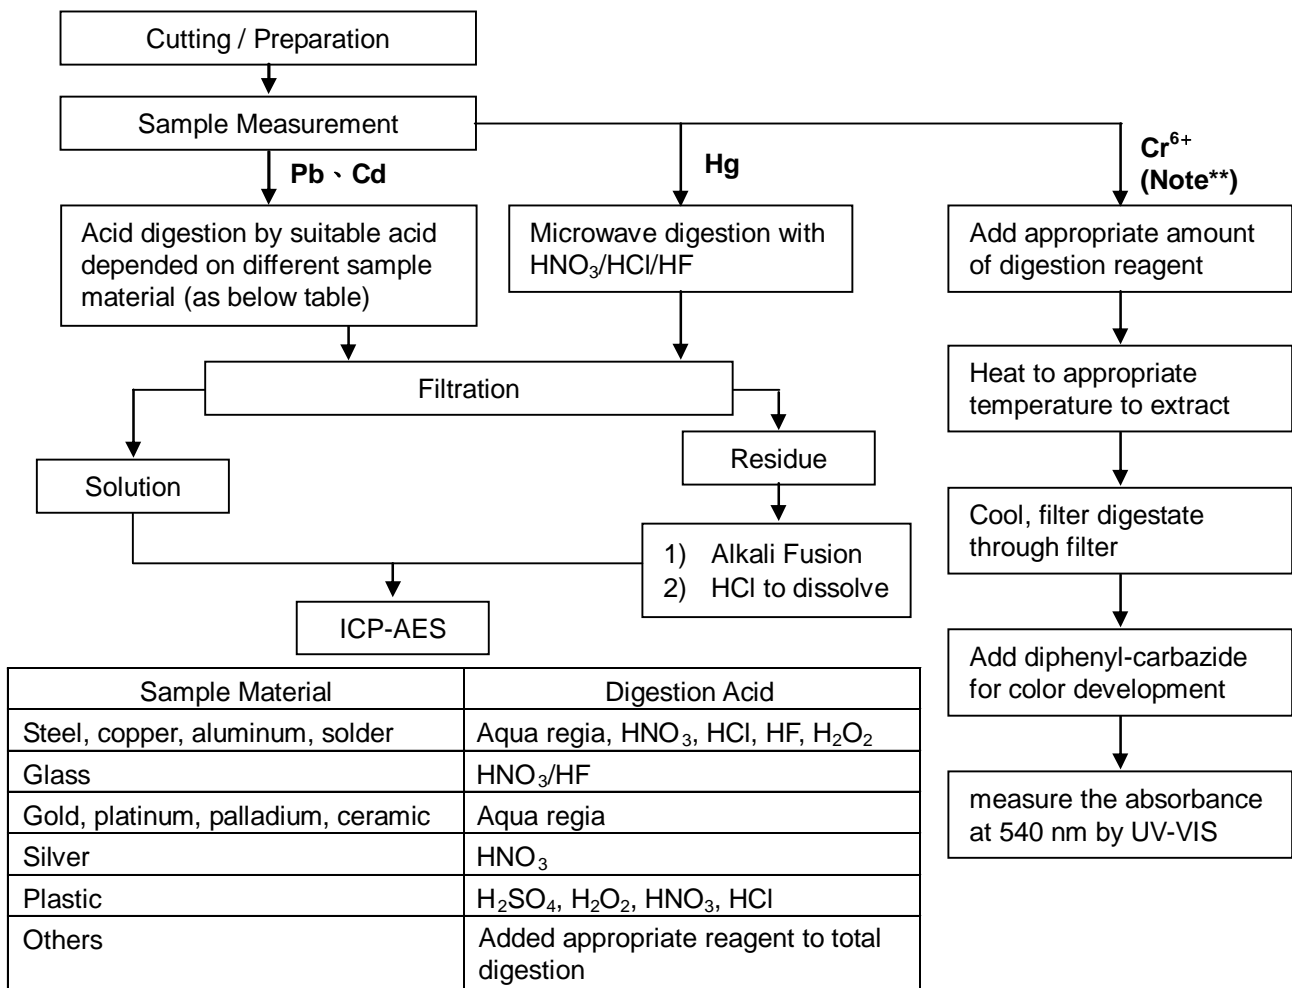 Cutting / Preparation
Sample Measurement
Pb、Cd
Hg
Cr⁶⁺
(Note**)
Acid digestion by suitable acid
depended on different sample
material (as below table)
Microwave digestion with
HNO₃/HCl/HF
Add appropriate amount
of digestion reagent
Filtration
Heat to appropriate
temperature to extract
Solution
Residue
1) Alkali Fusion
2) HCl to dissolve
Cool, filter digestate
through filter
ICP-AES
Add diphenyl-carbazide
for color development
measure the absorbance
at 540 nm by UV-VIS
Sample Material Digestion Acid
Steel, copper, aluminum, solder Aqua regia, HNO₃, HCl, HF, H₂O₂
Glass HNO₃/HF
Gold, platinum, palladium, ceramic Aqua regia
Silver HNO₃
Plastic H₂SO₄, H₂O₂, HNO₃, HCl
Others Added appropriate reagent to total
digestion